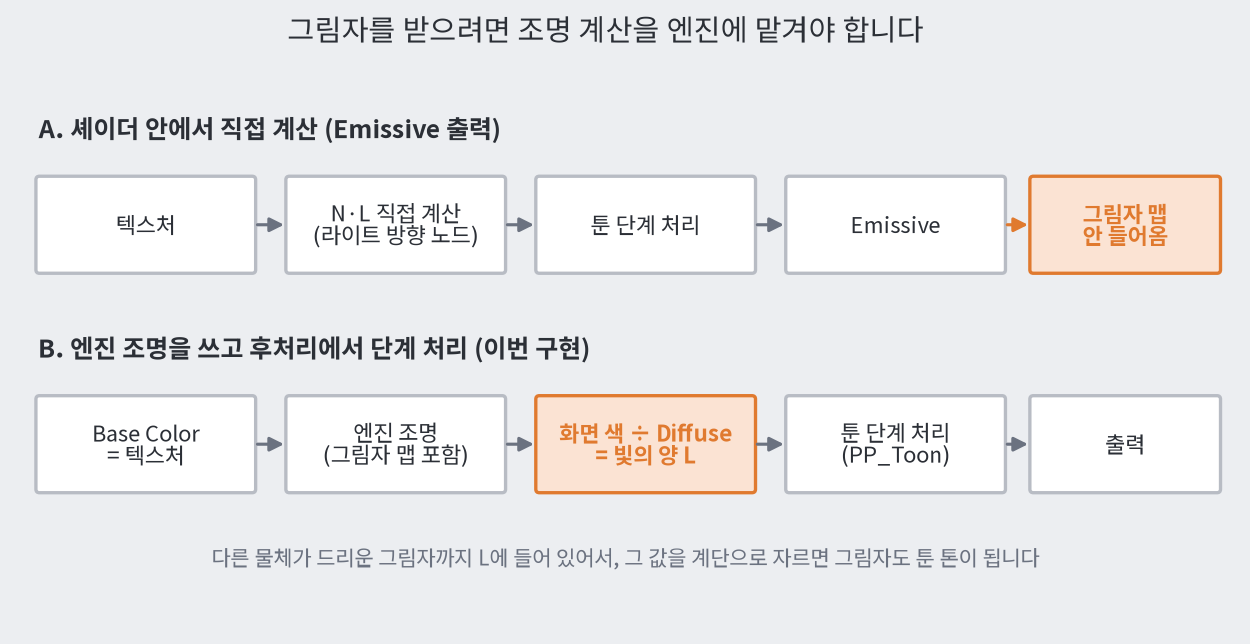 그림자를 받으려면 조명 계산을 엔진에 맡겨야 합니다
A. 셰이더 안에서 직접 계산 (Emissive 출력)
텍스처
N·L 직접 계산
(라이트 방향 노드)
툰 단계 처리
Emissive
그림자 맵
안 들어옴
B. 엔진 조명을 쓰고 후처리에서 단계 처리 (이번 구현)
Base Color
= 텍스처
엔진 조명
(그림자 맵 포함)
화면 색 ÷ Diffuse
= 빛의 양 L
툰 단계 처리
(PP_Toon)
출력
다른 물체가 드리운 그림자까지 L에 들어 있어서, 그 값을 계단으로 자르면 그림자도 툰 톤이 됩니다